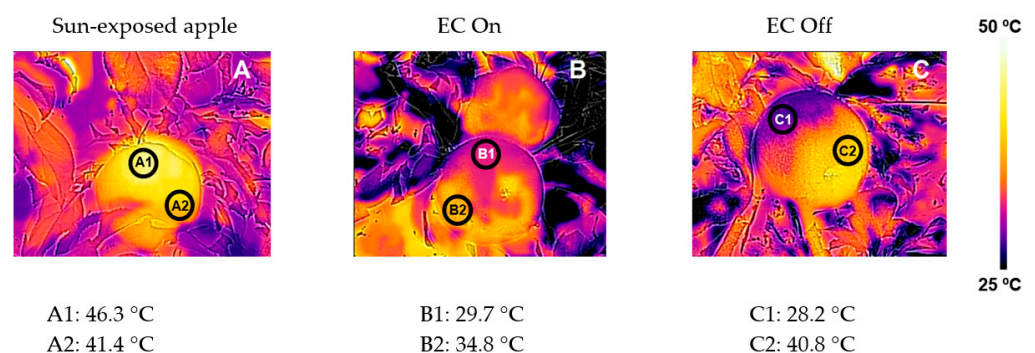 Sun-exposed apple
EC On
EC Off
50 ºC
A
B
C
A1
A2
B1
B2
C1
C2
25 ºC
A1: 46.3 °C
A2: 41.4 °C
B1: 29.7 °C
B2: 34.8 °C
C1: 28.2 °C
C2: 40.8 °C